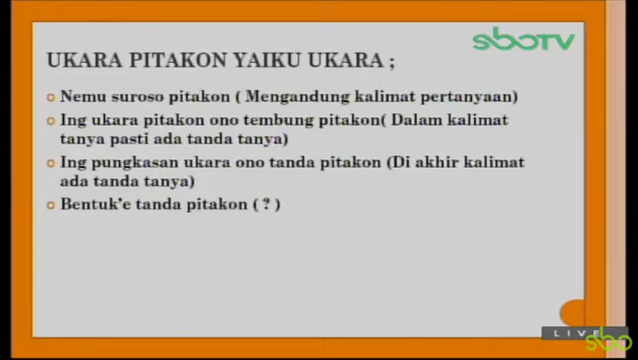 sboTV
UKARA PITAKON YAIKU UKARA ;
Nemu suroso pitakon ( Mengandung kalimat pertanyaan)
Ing ukara pitakon ono tembung pitakon( Dalam kalimat
tanya pasti ada tanda tanya)
Ing pungkasan ukara ono tanda pitakon (Di akhir kalimat
ada tanda tanya)
Bentuk'e tanda pitakon ( ? )
LIVE
sbo